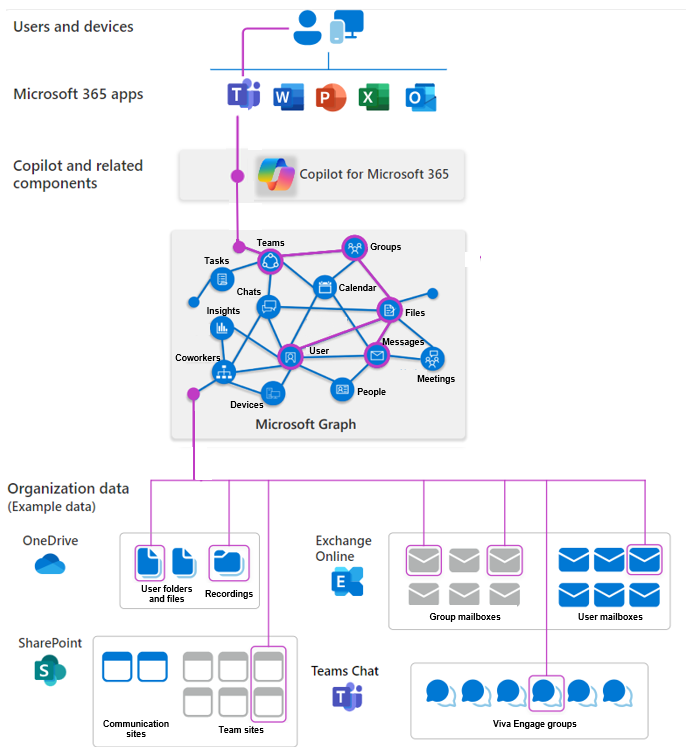 Users and devices
Microsoft 365 apps
Copilot and related
components
Copilot for Microsoft 365
Teams
Groups
Tasks
Chats
Calendar
Insights
Files
Coworkers
User
Messages
Meetings
Devices
People
Microsoft Graph
Organization data
(Example data)
OneDrive
User folders
and files
Recordings
Exchange
Online
Group mailboxes
User mailboxes
SharePoint
Communication
sites
Team sites
Teams Chat
Viva Engage groups
W
P
X
O
E
S
T
T